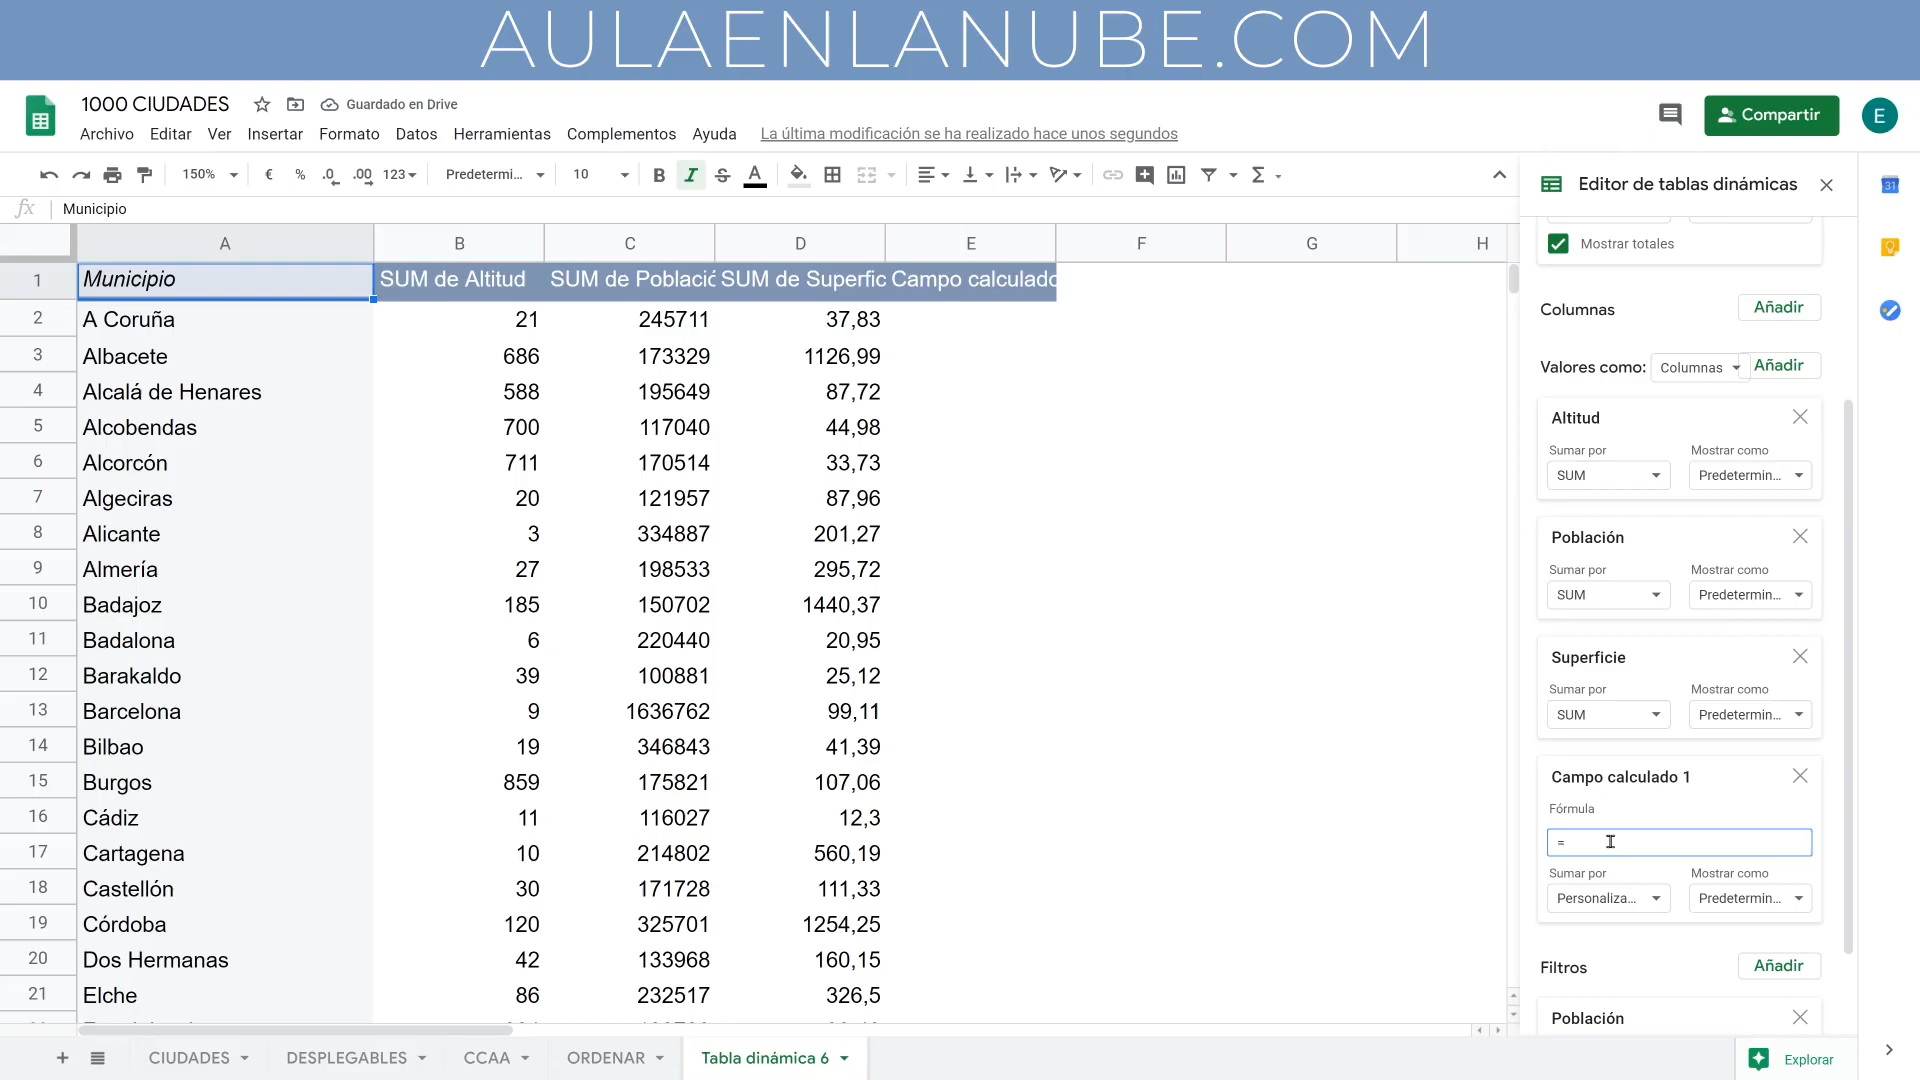 AULAENLANUBE.COM
1000 CIUDADES
Guardado en Drive
Archivo Editar Ver Insertar Formato Datos Herramientas Complementos Ayuda La última modificación se ha realizado hace unos segundos
Compartir
E
150% € % .0 .00 123 Predetermi... 10 B I S A Σ
fx Municipio
Editor de tablas dinámicas
31
A B C D E F G H
Mostrar totales
1 Municipio SUM de Altitud SUM de Població SUM de Superfic Campo calculado
2 A Coruña 21 245711 37,83
3 Albacete 686 173329 1126,99
4 Alcalá de Henares 588 195649 87,72
5 Alcobendas 700 117040 44,98
6 Alcorcón 711 170514 33,73
7 Algeciras 20 121957 87,96
8 Alicante 3 334887 201,27
9 Almería 27 198533 295,72
10 Badajoz 185 150702 1440,37
11 Badalona 6 220440 20,95
12 Barakaldo 39 100881 25,12
13 Barcelona 9 1636762 99,11
14 Bilbao 19 346843 41,39
15 Burgos 859 175821 107,06
16 Cádiz 11 116027 12,3
17 Cartagena 10 214802 560,19
18 Castellón 30 171728 111,33
19 Córdoba 120 325701 1254,25
20 Dos Hermanas 42 133968 160,15
21 Elche 86 232517 326,5
Columnas Añadir
Valores como: Columnas Añadir
Altitud
Sumar por Mostrar como
SUM Predetermin...
Población
Sumar por Mostrar como
SUM Predetermin...
Superficie
Sumar por Mostrar como
SUM Predetermin...
Campo calculado 1
Fórmula
=
Sumar por Mostrar como
Personaliza... Predetermin...
Filtros Añadir
Población
CIUDADES DESPLEGABLES CCAA ORDENAR Tabla dinámica 6
Explorar